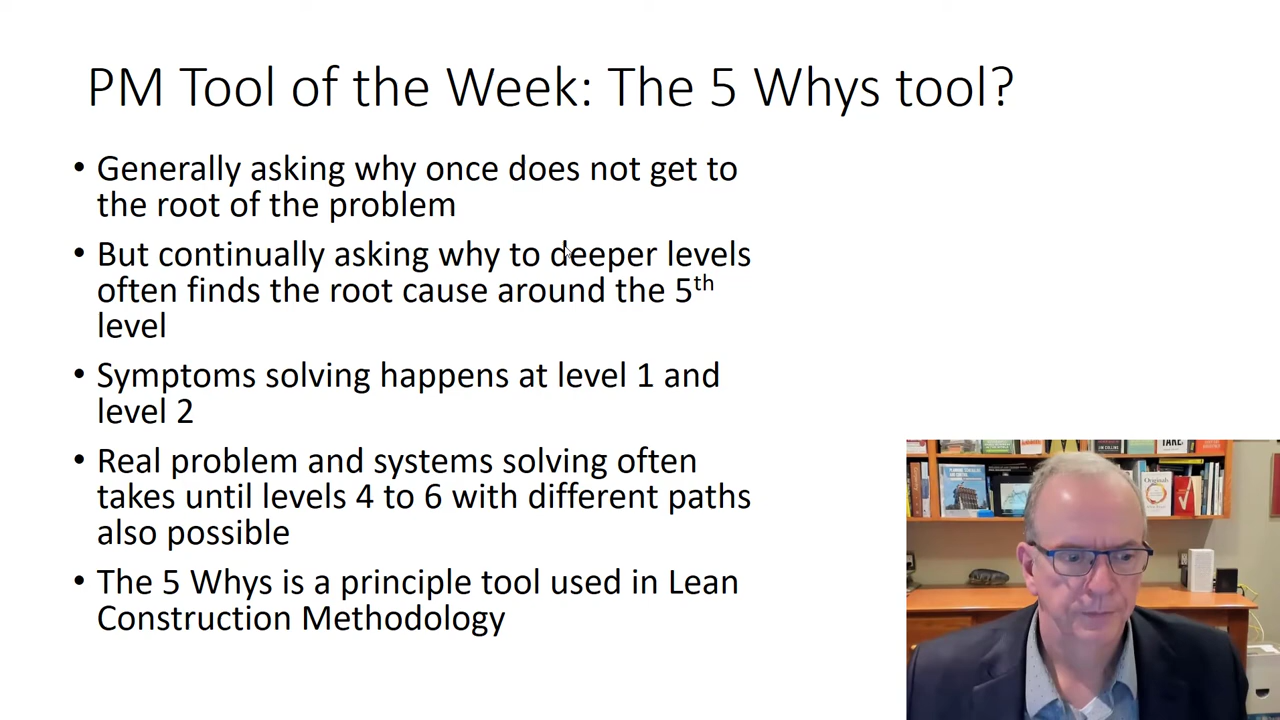 PM Tool of the Week: The 5 Whys tool?
• Generally asking why once does not get to
the root of the problem
• But continually asking why to deeper levels
often finds the root cause around the 5th
level
• Symptoms solving happens at level 1 and
level 2
• Real problem and systems solving often
takes until levels 4 to 6 with different paths
also possible
• The 5 Whys is a principle tool used in Lean
Construction Methodology
TAKE
Originals